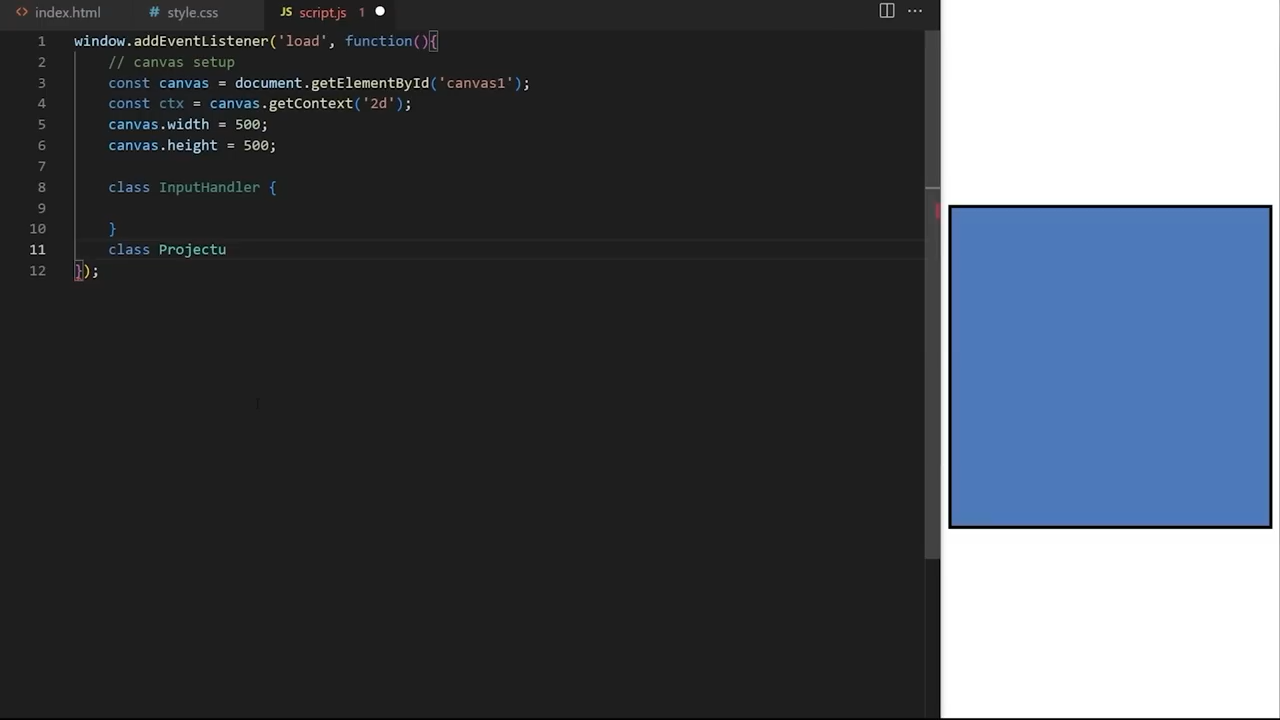 index.html # style.css JS script.js 1
1 window.addEventListener('load', function(){
2 // canvas setup
3 const canvas = document.getElementById('canvas1');
4 const ctx = canvas.getContext('2d');
5 canvas.width = 500;
6 canvas.height = 500;
7
8 class InputHandler {
9
10 }
11 class Projectu
12 });